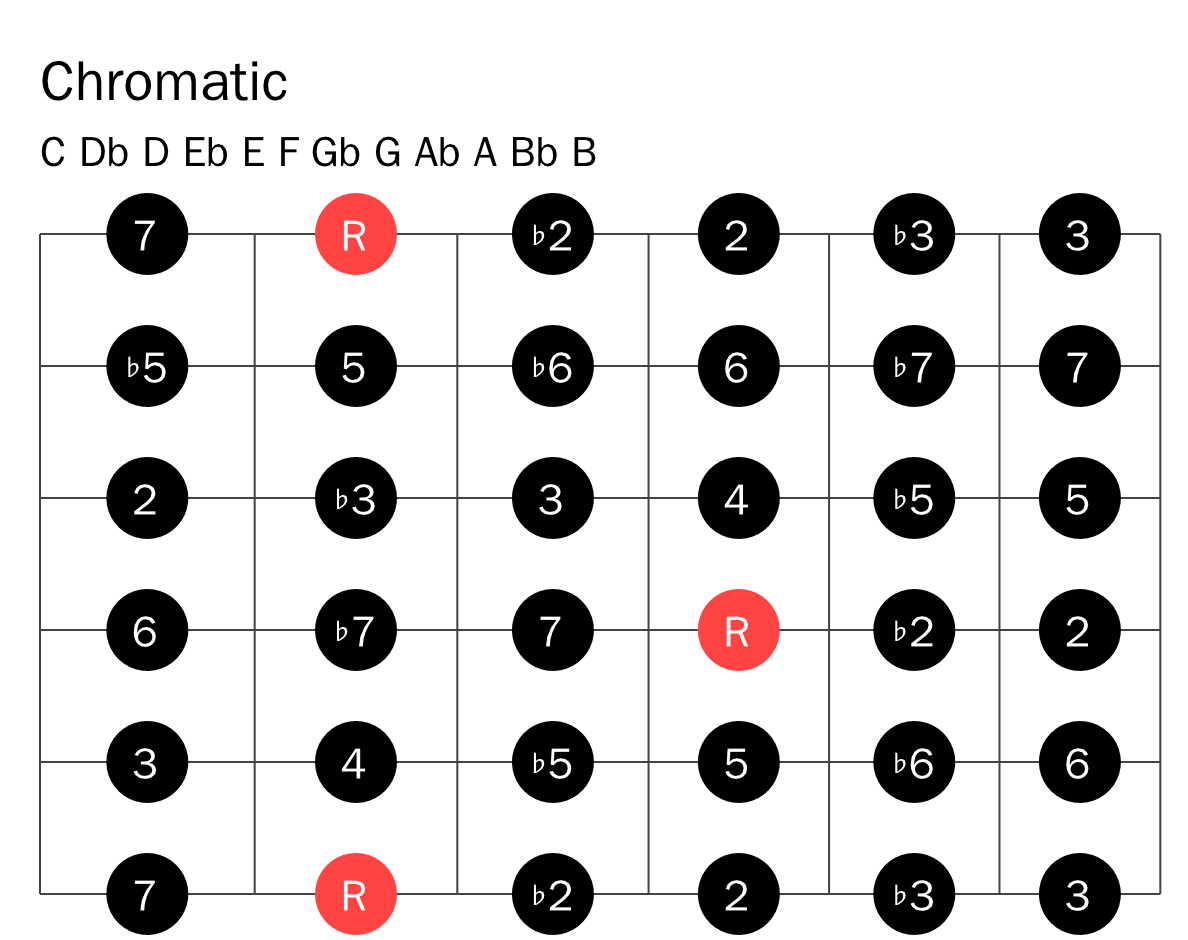 Chromatic
C Db D Eb E F Gb G Ab A Bb B
7 R ♭2 2 ♭3 3
♭5 5 ♭6 6 ♭7 7
2 ♭3 3 4 ♭5 5
6 ♭7 7 R ♭2 2
3 4 ♭5 5 ♭6 6
7 R ♭2 2 ♭3 3